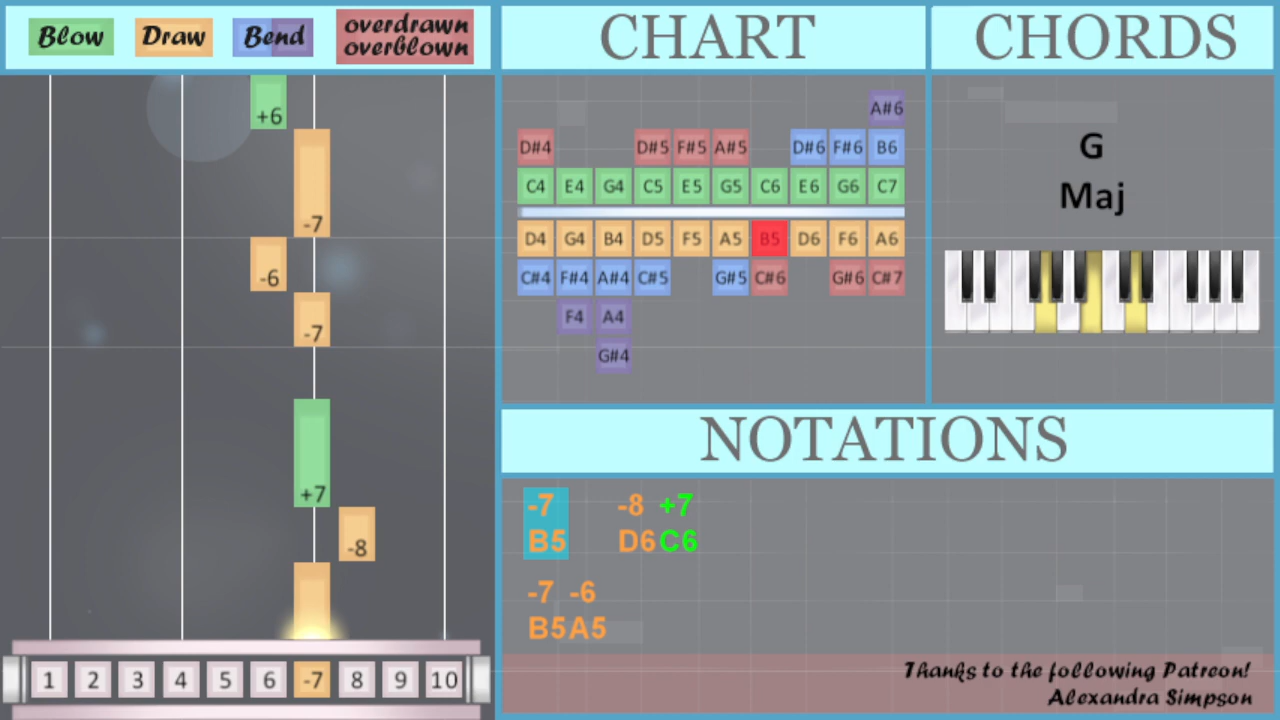 Blow Draw Bend overdrawn
overblown
CHART
CHORDS
+6
-7
-6
-7
+7
-8
1 2 3 4 5 6 -7 8 9 10
A#6
D#4 D#5 F#5 A#5 D#6 F#6 B6
C4 E4 G4 C5 E5 G5 C6 E6 G6 C7
D4 G4 B4 D5 F5 A5 B5 D6 F6 A6
C#4 F#4 A#4 C#5 G#5 C#6 G#6 C#7
F4 A4
G#4
G
Maj
NOTATIONS
-7 -8 +7
B5 D6 C6
-7 -6
B5 A5
Thanks to the following Patreon!
Alexandra Simpson